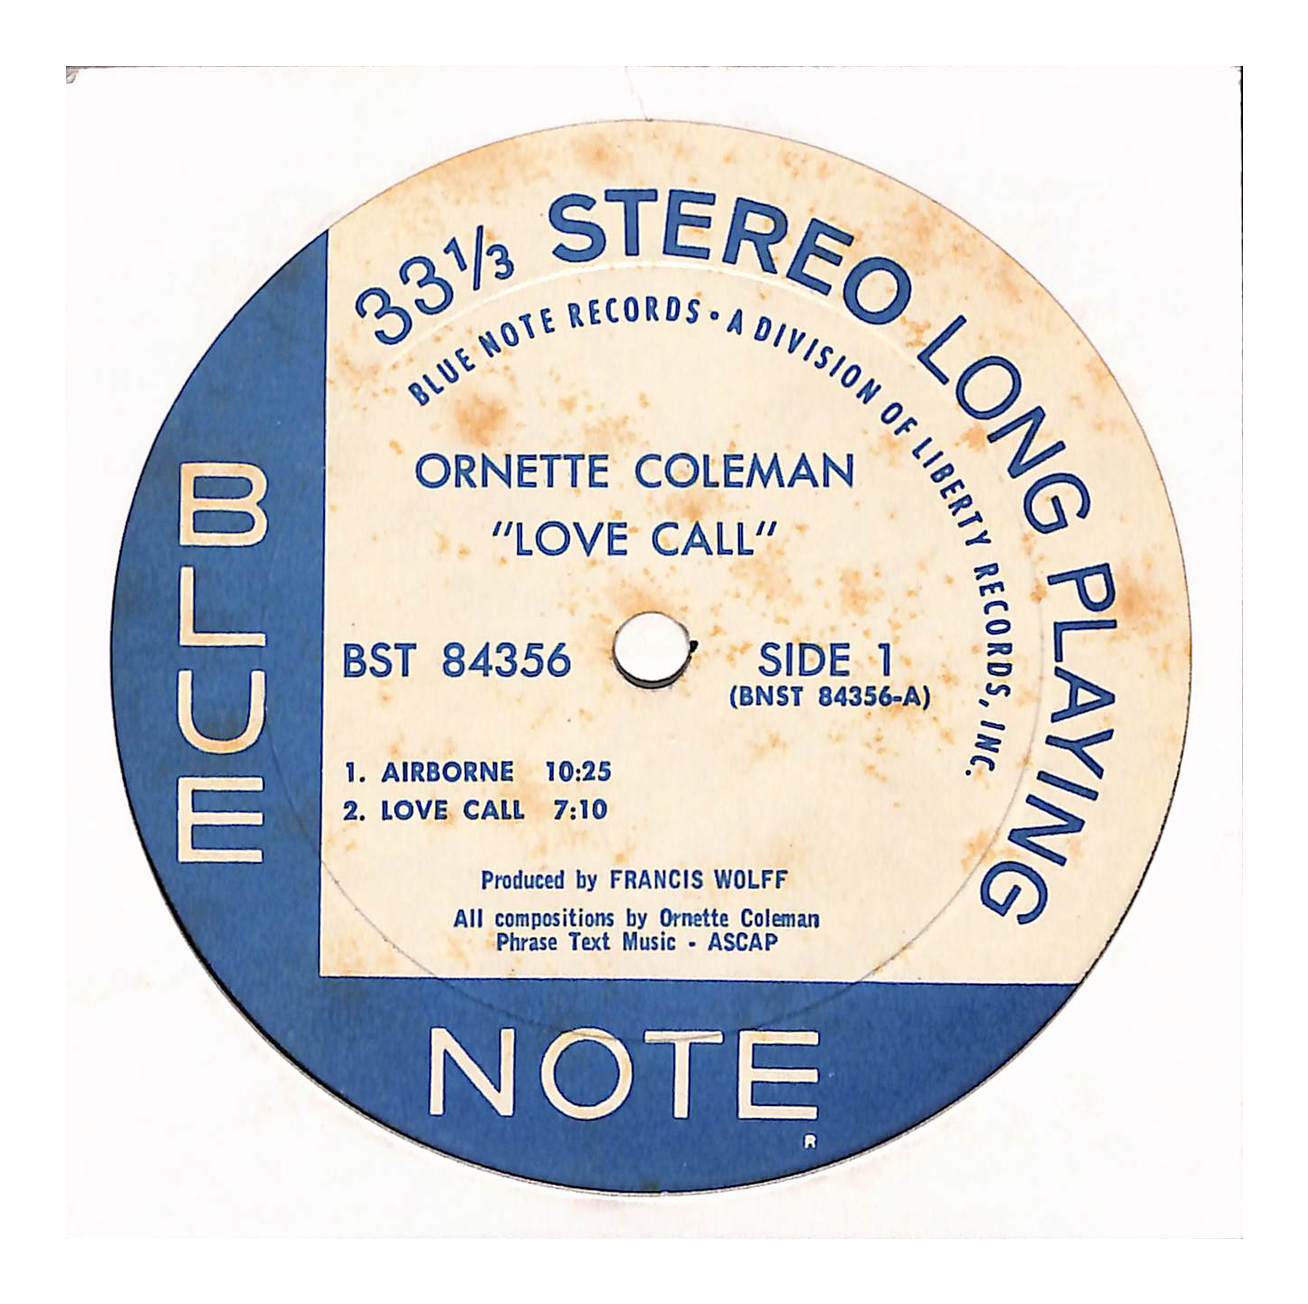 33⅓ STEREO LONG PLAYING
BLUE NOTE RECORDS • A DIVISION OF LIBERTY RECORDS, INC.
ORNETTE COLEMAN
"LOVE CALL"
BST 84356
SIDE 1
(BNST 84356-A)
1. AIRBORNE 10:25
2. LOVE CALL 7:10
Produced by FRANCIS WOLFF
All compositions by Ornette Coleman
Phrase Text Music - ASCAP
BLUE
NOTE
R